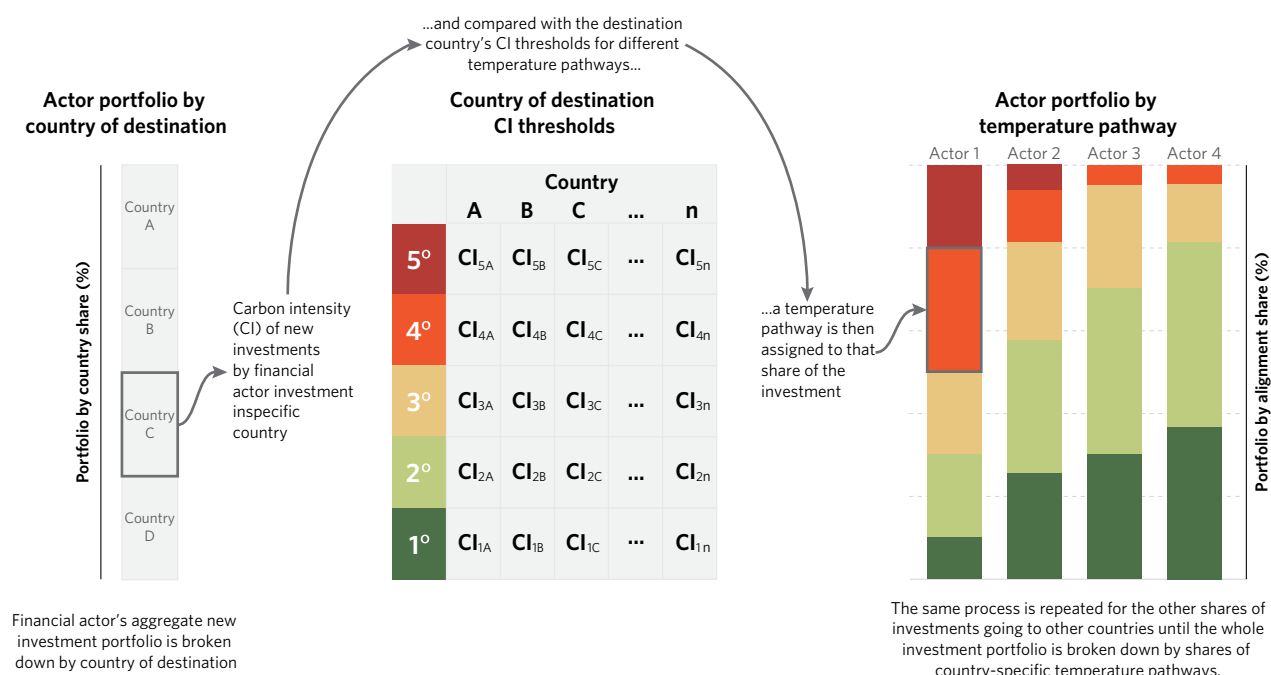 ...and compared with the destination
country's CI thresholds for different
temperature pathways...
Actor portfolio by
country of destination
Portfolio by country share (%)
Country
A
Country
B
Country
C
Country
D
Financial actor's aggregate new
investment portfolio is broken
down by country of destination
Carbon intensity
(CI) of new
investments
by financial
actor investment
inspecific
country
Country of destination
CI thresholds
Country
A B C ... n
5° CI5A CI5B CI5C ... CI5n
4° CI4A CI4B CI4C ... CI4n
3° CI3A CI3B CI3C ... CI3n
2° CI2A CI2B CI2C ... CI2n
1° CI1A CI1B CI1C ... CI1n
...a temperature
pathway is then
assigned to that
share of the
investment
Actor portfolio by
temperature pathway
Actor 1 Actor 2 Actor 3 Actor 4
Portfolio by alignment share (%)
The same process is repeated for the other shares of
investments going to other countries until the whole
investment portfolio is broken down by shares of
country-specific temperature pathways.